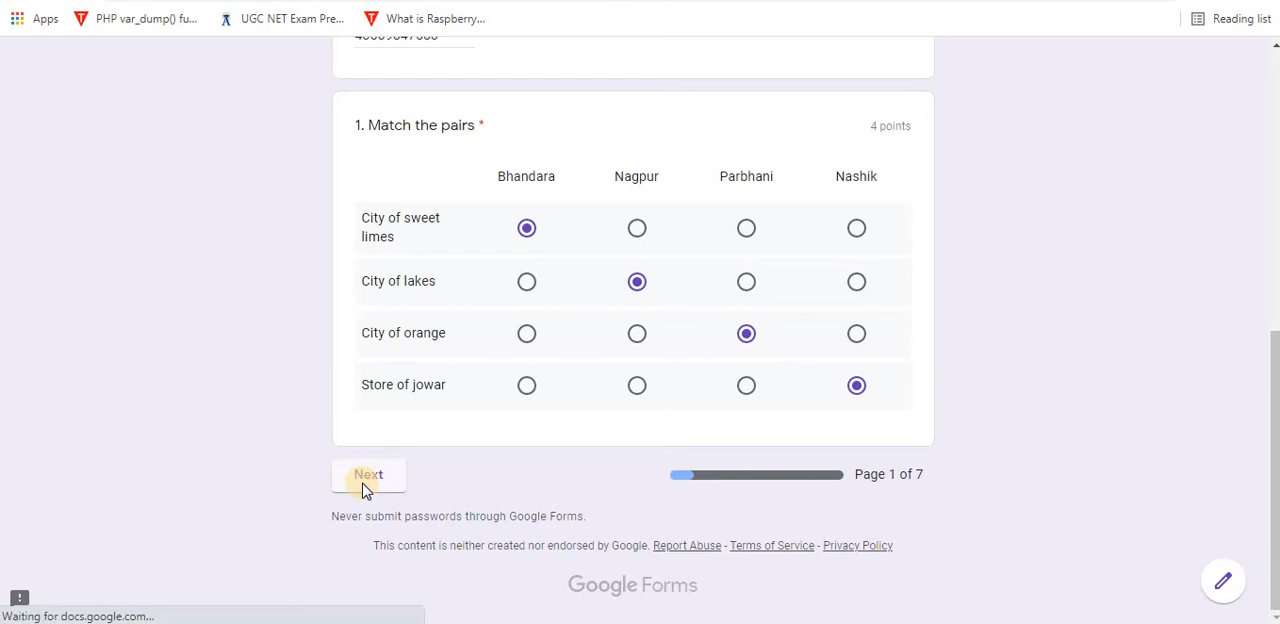 Apps PHP var_dump() fu... UGC NET Exam Pre... What is Raspberry... Reading list
1. Match the pairs * 4 points
Bhandara Nagpur Parbhani Nashik
City of sweet
limes
City of lakes
City of orange
Store of jowar
Next Page 1 of 7
Never submit passwords through Google Forms.
This content is neither created nor endorsed by Google. Report Abuse - Terms of Service - Privacy Policy
Google Forms
Waiting for docs.google.com...